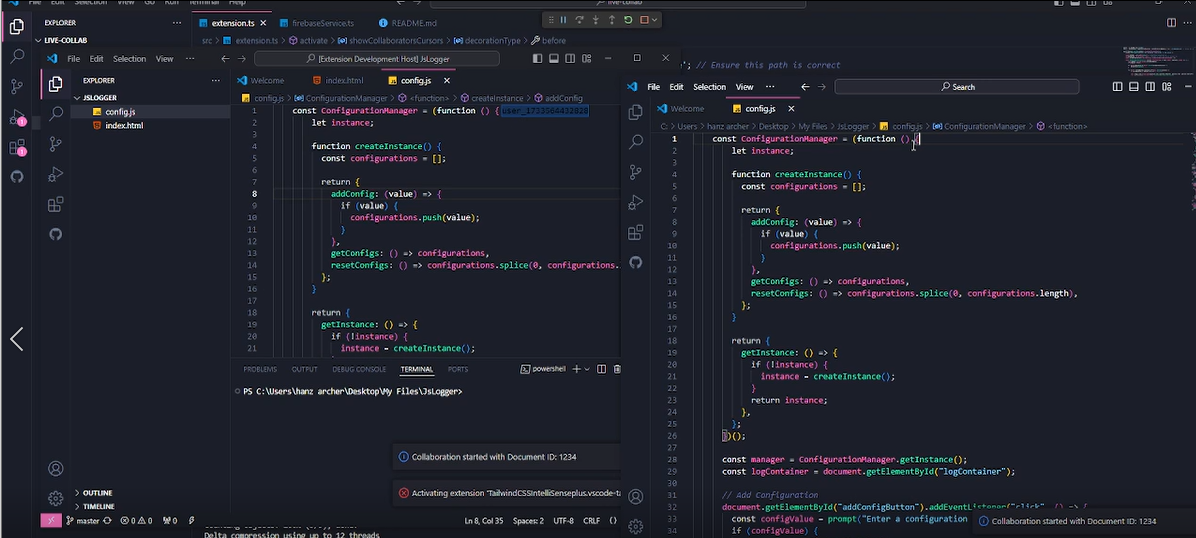 File Edit Selection View Go Run Terminal Help
live-collab
EXPLORER
extension.ts
firebaseService.ts
README.md
LIVE-COLLAB
src > extension.ts > activate > showCollaboratorsCursors > decorationType > before
'; // Ensure this path is correct
File Edit Selection View
[Extension Development Host] JsLogger
EXPLORER
JSLOGGER
config.js
index.html
Welcome
index.html
config.js
config.js > ConfigurationManager > <function> > createInstance > addConfig
1 const ConfigurationManager = (function () {
2 let instance;
3
4 function createInstance() {
5 const configurations = [];
6
7 return {
8 addConfig: (value) => {
9 if (value) {
10 configurations.push(value);
11 }
12 },
13 getConfigs: () => configurations,
14 resetConfigs: () => configurations.splice(0, configurations.
15 };
16 }
17
18 return {
19 getInstance: () => {
20 if (!instance) {
21 instance = createInstance();
PROBLEMS OUTPUT DEBUG CONSOLE TERMINAL PORTS
powershell
PS C:\Users\hanz archer\Desktop\My Files\JsLogger>
Collaboration started with Document ID: 1234
Activating extension 'TailwindCSSIntelliSenseplus.vscode-ta
OUTLINE
TIMELINE
master
0 0
0
Ln 8, Col 35 Spaces: 2 UTF-8 CRLF {}
Delta compression using up to 12 threads
File Edit Selection View
Search
Welcome
config.js
C: > Users > hanz archer > Desktop > My Files > JsLogger > config.js > ConfigurationManager > <function>
1 const ConfigurationManager = (function () {
2 let instance;
3
4 function createInstance() {
5 const configurations = [];
6
7 return {
8 addConfig: (value) => {
9 if (value) {
10 configurations.push(value);
11 }
12 },
13 getConfigs: () => configurations,
14 resetConfigs: () => configurations.splice(0, configurations.length),
15 };
16 }
17
18 return {
19 getInstance: () => {
20 if (!instance) {
21 instance = createInstance();
22 }
23 return instance;
24 },
25 };
26 })();
27
28 const manager = ConfigurationManager.getInstance();
29 const logContainer = document.getElementById("logContainer");
30
31 // Add Configuration
32 document.getElementById("addConfigButton").addEventListener("click", () => {
33 const configValue = prompt("Enter a configuration
34 if (configValue) {
Collaboration started with Document ID: 1234